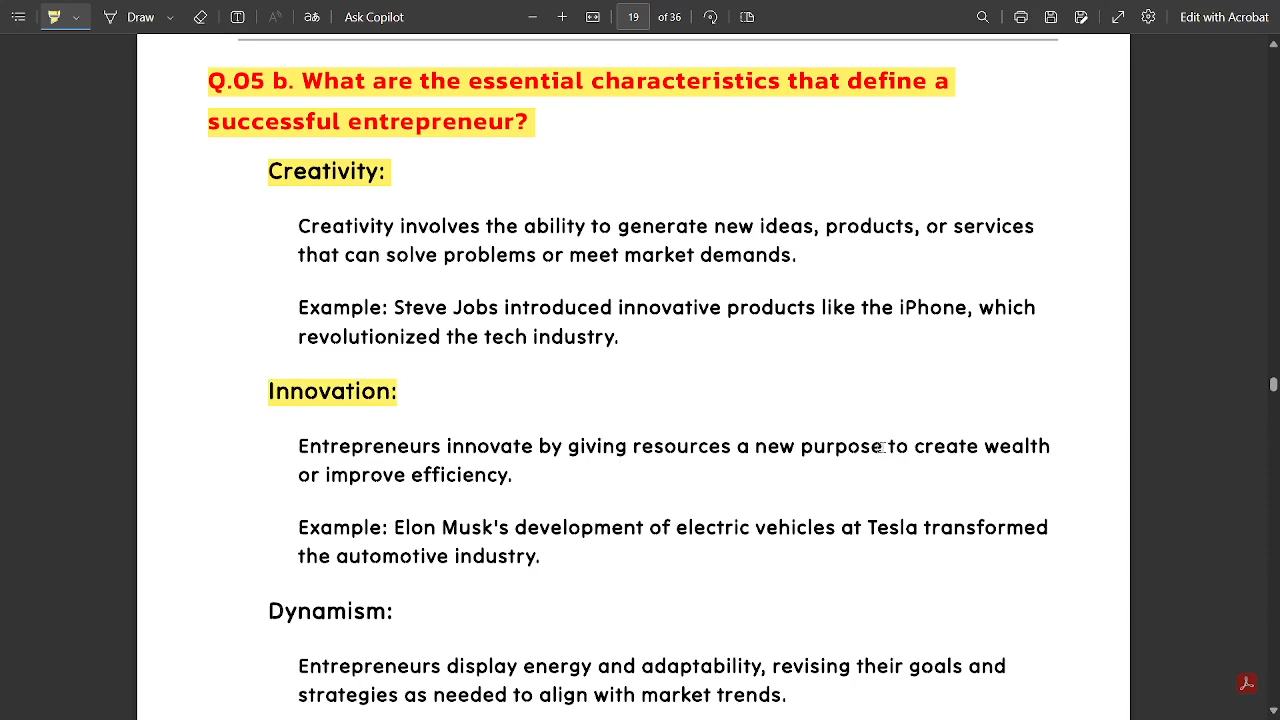 Draw
Ask Copilot
19 of 36
Edit with Acrobat
Q.05 b. What are the essential characteristics that define a
successful entrepreneur?
Creativity:
Creativity involves the ability to generate new ideas, products, or services
that can solve problems or meet market demands.
Example: Steve Jobs introduced innovative products like the iPhone, which
revolutionized the tech industry.
Innovation:
Entrepreneurs innovate by giving resources a new purpose to create wealth
or improve efficiency.
Example: Elon Musk's development of electric vehicles at Tesla transformed
the automotive industry.
Dynamism:
Entrepreneurs display energy and adaptability, revising their goals and
strategies as needed to align with market trends.